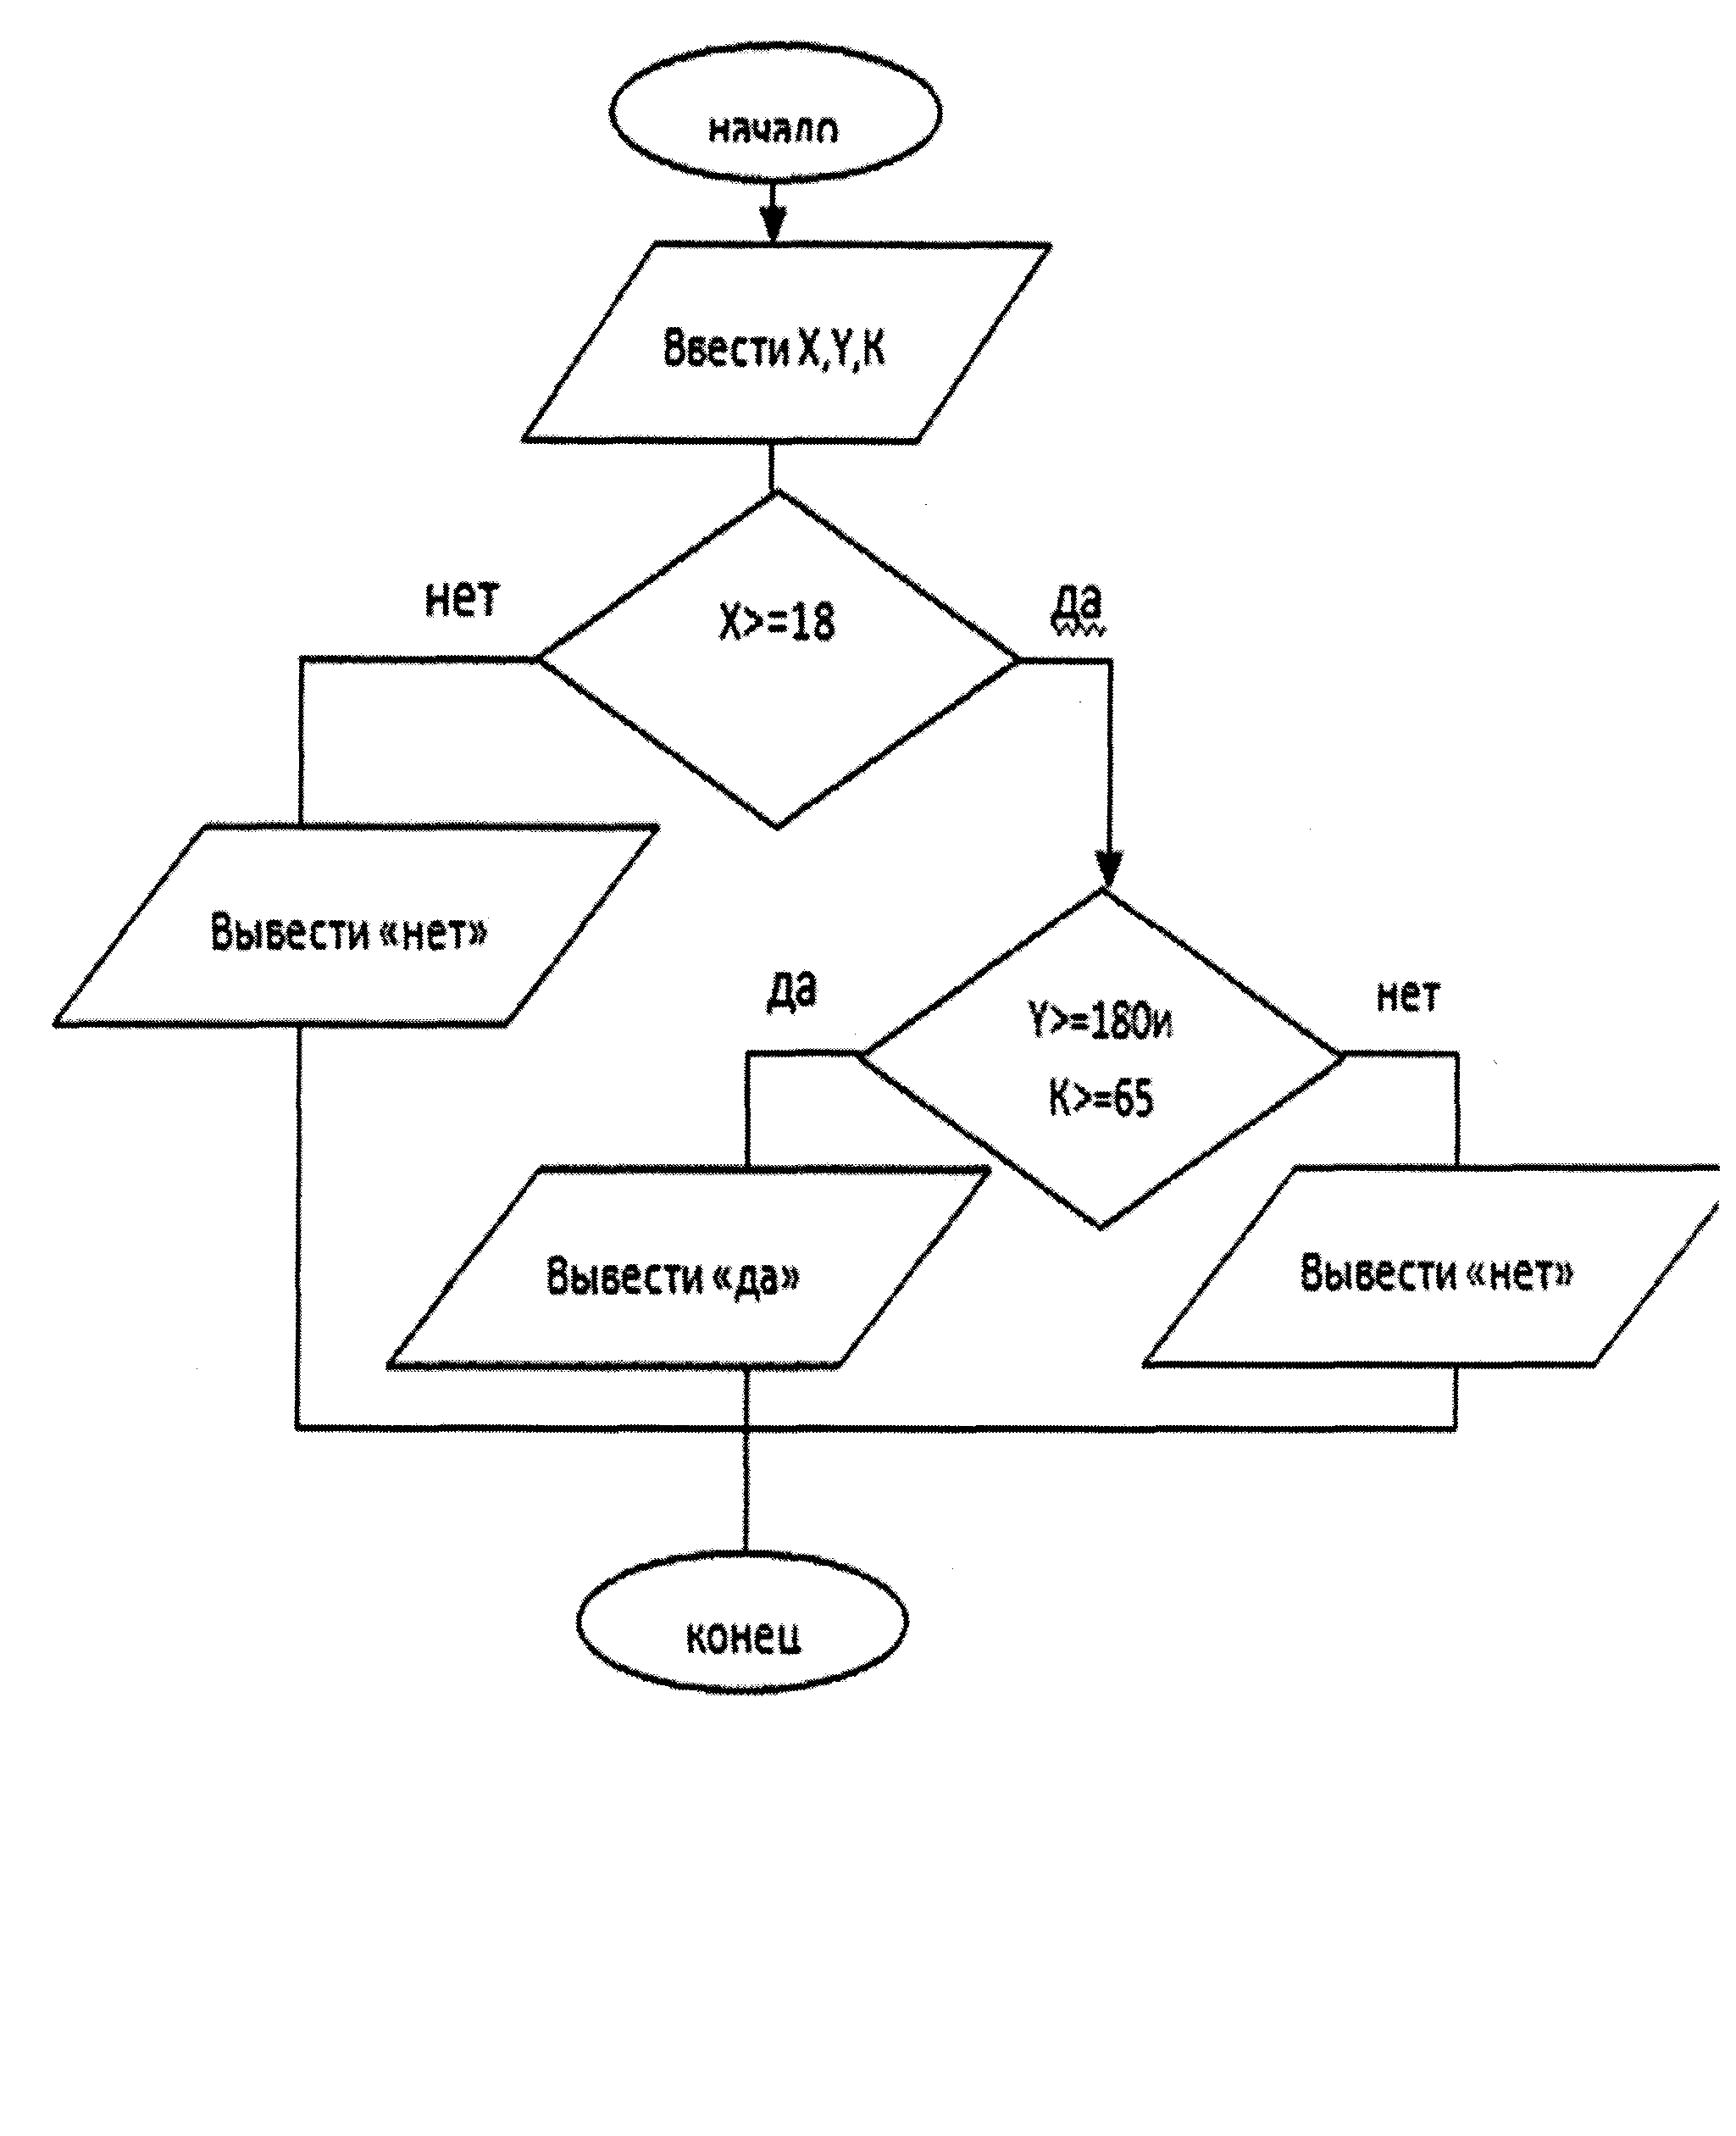 начало
Ввести X,Y,K
нет
X>=18
да
Вывести «нет»
да
Y>=180и
K>=65
нет
Вывести «да»
Вывести «нет»
конец